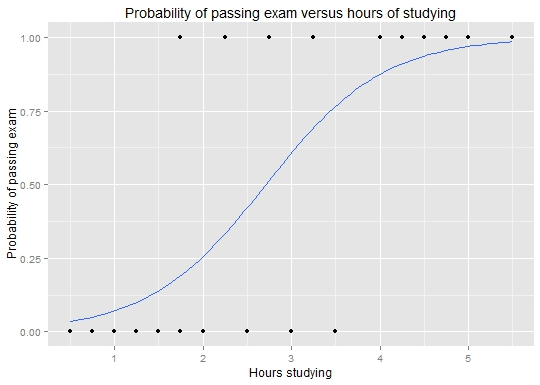 Probability of passing exam versus hours of studying
Probability of passing exam
1.00
0.75
0.50
0.25
0.00
1 2 3 4 5
Hours studying